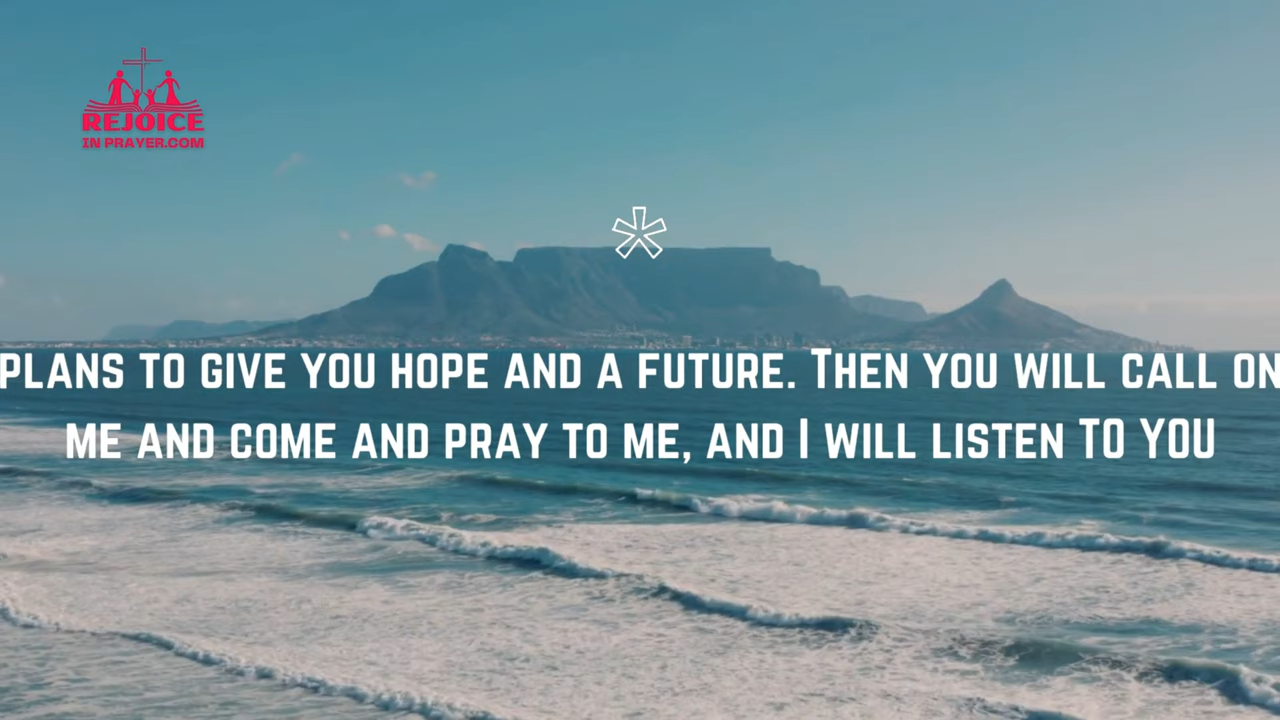 REJOICE
IN PRAYER.COM
PLANS TO GIVE YOU HOPE AND A FUTURE. THEN YOU WILL CALL ON
ME AND COME AND PRAY TO ME, AND I WILL LISTEN TO YOU